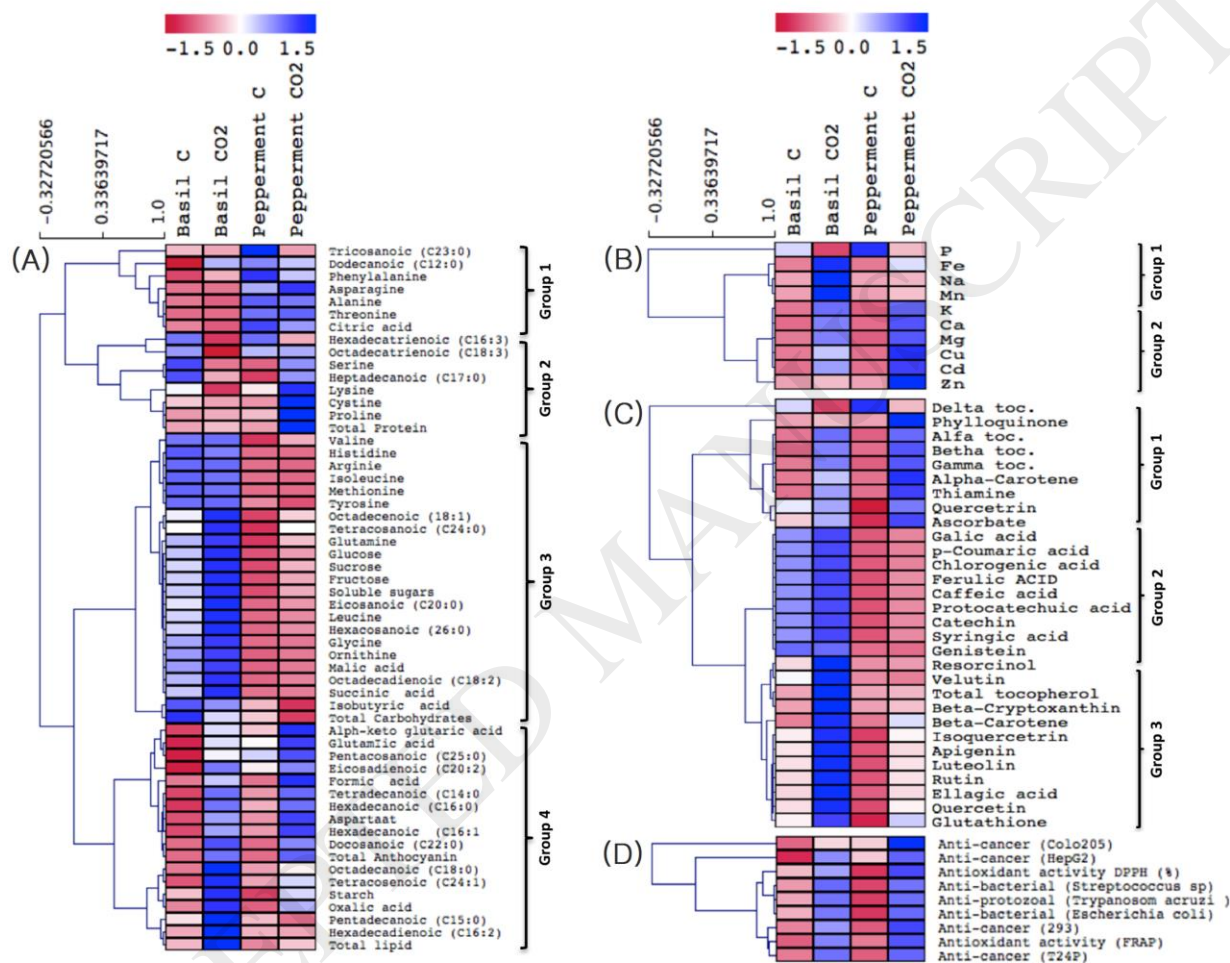 -1.5 0.0 1.5
-0.32720566
0.33639717
1.0
Basil C
Basil CO2
Pepperment C
Pepperment CO2
(A)
Tricosanoic (C23:0)
Dodecanoic (C12:0)
Phenylalanine
Asparagine
Alanine
Threonine
Citric acid
Hexadecatrienoic (C16:3)
Octadecatrienoic (C18:3)
Serine
Heptadecanoic (C17:0)
Lysine
Cystine
Proline
Total Protein
Valine
Histidine
Arginie
Isoleucine
Methionine
Tyrosine
Octadecenoic (18:1)
Tetracosanoic (C24:0)
Glutamine
Glucose
Sucrose
Fructose
Soluble sugars
Eicosanoic (C20:0)
Leucine
Hexacosanoic (26:0)
Glycine
Ornithine
Malic acid
Octadecadienoic (C18:2)
Succinic acid
Isobutyric acid
Total Carbohydrates
Alph-keto glutaric acid
GlutamIic acid
Pentacosanoic (C25:0)
Eicosadienoic (C20:2)
Formic acid
Tetradecanoic (C14:0
Hexadecanoic (C16:0)
Aspartaat
Hexadecanoic (C16:1
Docosanoic (C22:0)
Total Anthocyanin
Octadecanoic (C18:0)
Tetracosenoic (C24:1)
Starch
Oxalic acid
Pentadecanoic (C15:0)
Hexadecadienoic (C16:2)
Total lipid
Group 1
Group 2
Group 3
Group 4
-1.5 0.0 1.5
-0.32720566
0.33639717
1.0
Basil C
Basil CO2
Pepperment C
Pepperment CO2
(B)
P
Fe
Na
Mn
K
Ca
Mg
Cu
Cd
Zn
Group 1
Group 2
(C)
Delta toc.
Phylloquinone
Alfa toc.
Betha toc.
Gamma toc.
Alpha-Carotene
Thiamine
Quercetrin
Ascorbate
Galic acid
p-Coumaric acid
Chlorogenic acid
Ferulic ACID
Caffeic acid
Protocatechuic acid
Catechin
Syringic acid
Genistein
Resorcinol
Velutin
Total tocopherol
Beta-Cryptoxanthin
Beta-Carotene
Isoquercetrin
Apigenin
Luteolin
Rutin
Ellagic acid
Quercetin
Glutathione
Group 1
Group 2
Group 3
(D)
Anti-cancer (Colo205)
Anti-cancer (HepG2)
Antioxidant activity DPPH (%)
Anti-bacterial (Streptococcus sp)
Anti-protozoal (Trypanosom acruzi )
Anti-bacterial (Escherichia coli)
Anti-cancer (293)
Antioxidant activity (FRAP)
Anti-cancer (T24P)
MANUSCRIPT